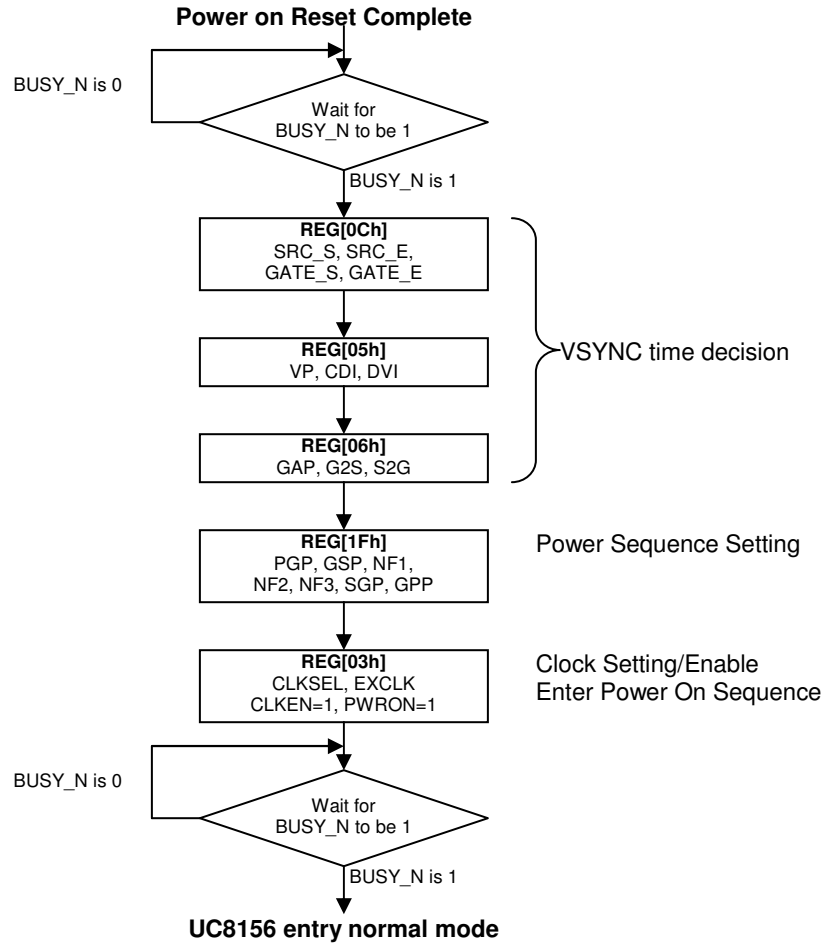 Power on Reset Complete
BUSY_N is 0
Wait for
BUSY_N to be 1
BUSY_N is 1
REG[0Ch]
SRC_S, SRC_E,
GATE_S, GATE_E
REG[05h]
VP, CDI, DVI
VSYNC time decision
REG[06h]
GAP, G2S, S2G
REG[1Fh]
PGP, GSP, NF1,
NF2, NF3, SGP, GPP
Power Sequence Setting
REG[03h]
CLKSEL, EXCLK
CLKEN=1, PWRON=1
Clock Setting/Enable
Enter Power On Sequence
BUSY_N is 0
Wait for
BUSY_N to be 1
BUSY_N is 1
UC8156 entry normal mode